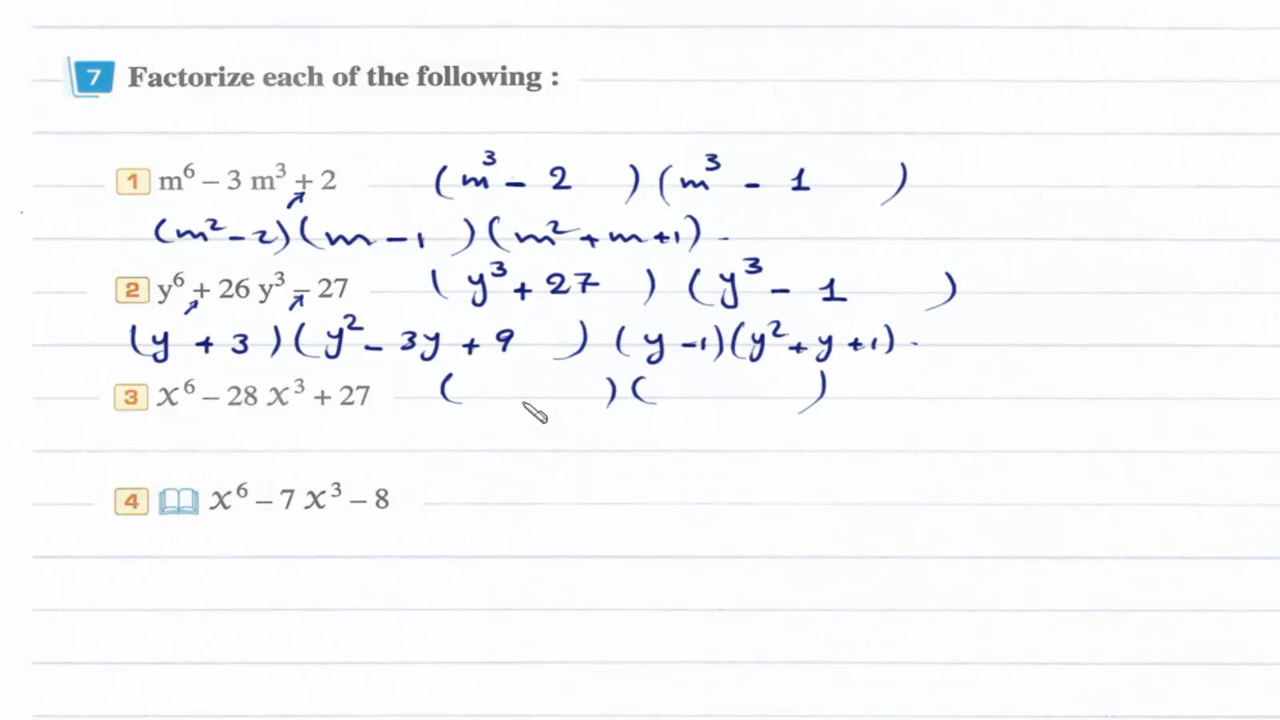 7 Factorize each of the following :
1 m⁶ – 3 m³ + 2 (m³ – 2 )(m³ – 1 )
(m² – 2)(m – 1 )(m² + m + 1) .
2 y⁶ + 26 y³ – 27 (y³ + 27 ) (y³ – 1 )
(y + 3 )(y² – 3y + 9 ) (y – 1)(y² + y + 1) .
3 x⁶ – 28 x³ + 27 ( )( )
4 x⁶ – 7 x³ – 8